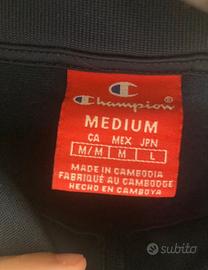 Champion®
MEDIUM
CA MEX JPN
M/M M L
MADE IN CAMBODIA
FABRIQUÉ AU CAMBODGE
HECHO EN CAMBOYA
subito